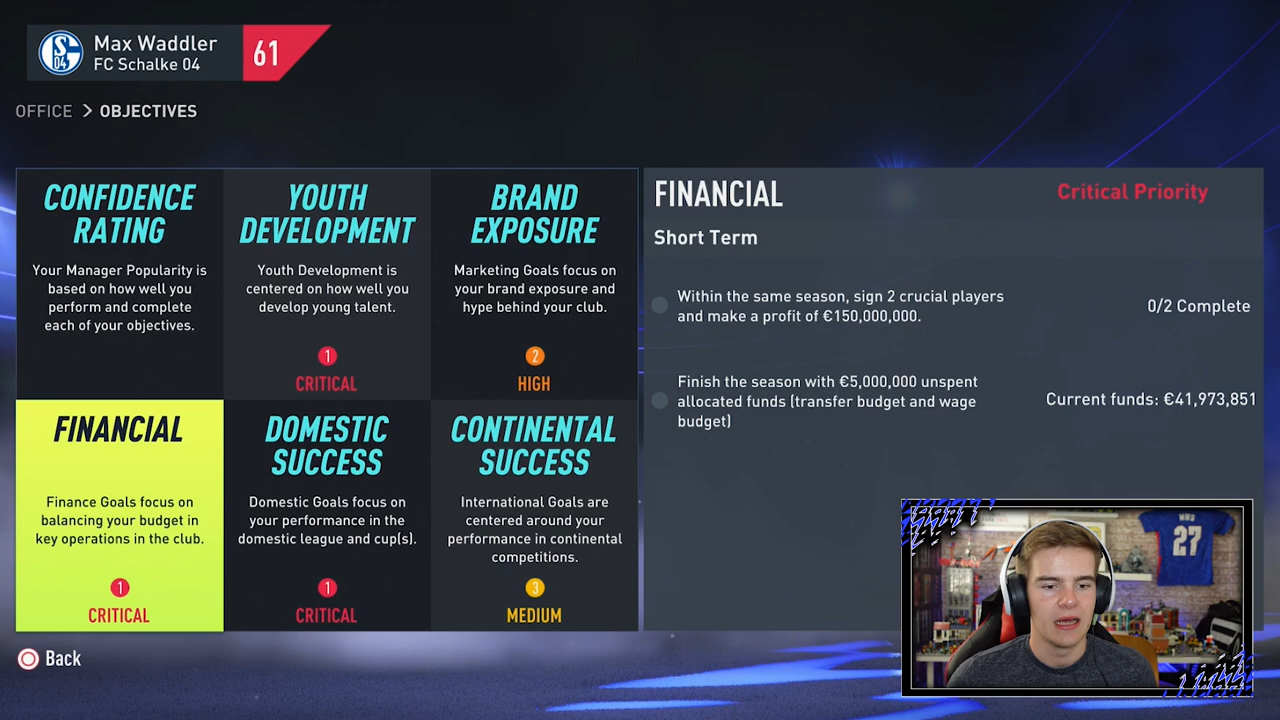 Max Waddler
FC Schalke 04
61
OFFICE > OBJECTIVES
CONFIDENCE
RATING
Your Manager Popularity is
based on how well you
perform and complete
each of your objectives.
YOUTH
DEVELOPMENT
Youth Development is
centered on how well you
develop young talent.
1
CRITICAL
BRAND
EXPOSURE
Marketing Goals focus on
your brand exposure and
hype behind your club.
2
HIGH
FINANCIAL
Finance Goals focus on
balancing your budget in
key operations in the club.
1
CRITICAL
DOMESTIC
SUCCESS
Domestic Goals focus on
your performance in the
domestic league and cup(s).
1
CRITICAL
CONTINENTAL
SUCCESS
International Goals are
centered around your
performance in continental
competitions.
3
MEDIUM
FINANCIAL
Critical Priority
Short Term
Within the same season, sign 2 crucial players
and make a profit of €150,000,000.
0/2 Complete
Finish the season with €5,000,000 unspent
allocated funds (transfer budget and wage
budget)
Current funds: €41,973,851
27
Back